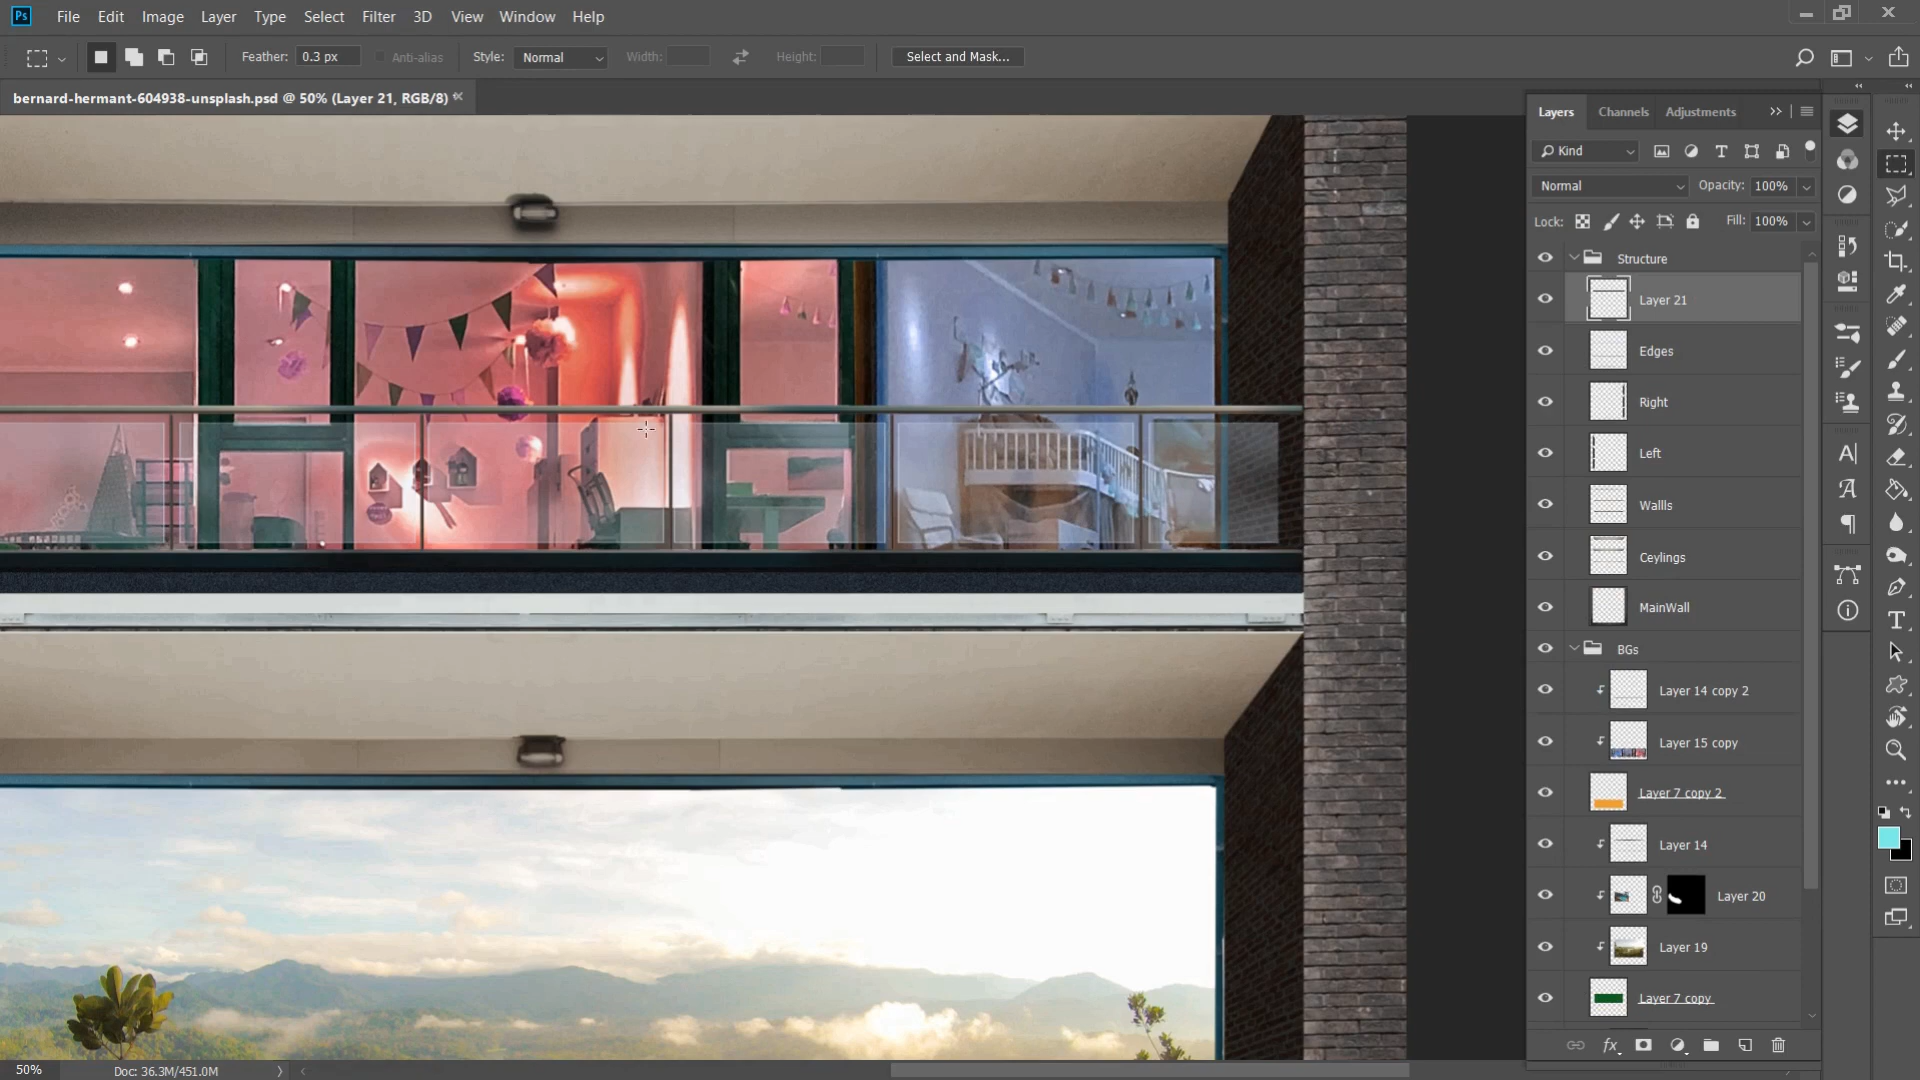 Ps File Edit Image Layer Type Select Filter 3D View Window Help
Feather: 0.3 px Anti-alias Style: Normal Width: Height: Select and Mask...
bernard-hermant-604938-unsplash.psd @ 50% (Layer 21, RGB/8) *
Layers Channels Adjustments
Kind
Normal Opacity: 100%
Lock: Fill: 100%
Structure
Layer 21
Edges
Right
Left
Wallls
Ceylings
MainWall
BGs
Layer 14 copy 2
Layer 15 copy
Layer 7 copy 2
Layer 14
Layer 20
Layer 19
Layer 7 copy
fx
50% Doc: 36.3M/451.0M